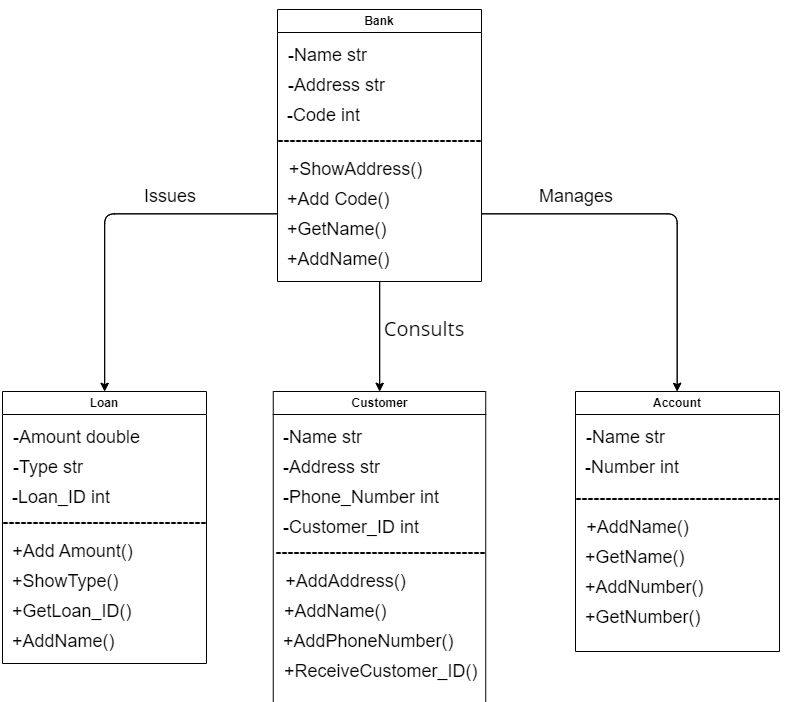 Bank
-Name str
-Address str
-Code int
+ShowAddress()
+Add Code()
+GetName()
+AddName()
Issues
Manages
Consults
Loan
-Amount double
-Type str
-Loan_ID int
+Add Amount()
+ShowType()
+GetLoan_ID()
+AddName()
Customer
-Name str
-Address str
-Phone_Number int
-Customer_ID int
+AddAddress()
+AddName()
+AddPhoneNumber()
+ReceiveCustomer_ID()
Account
-Name str
-Number int
+AddName()
+GetName()
+AddNumber()
+GetNumber()